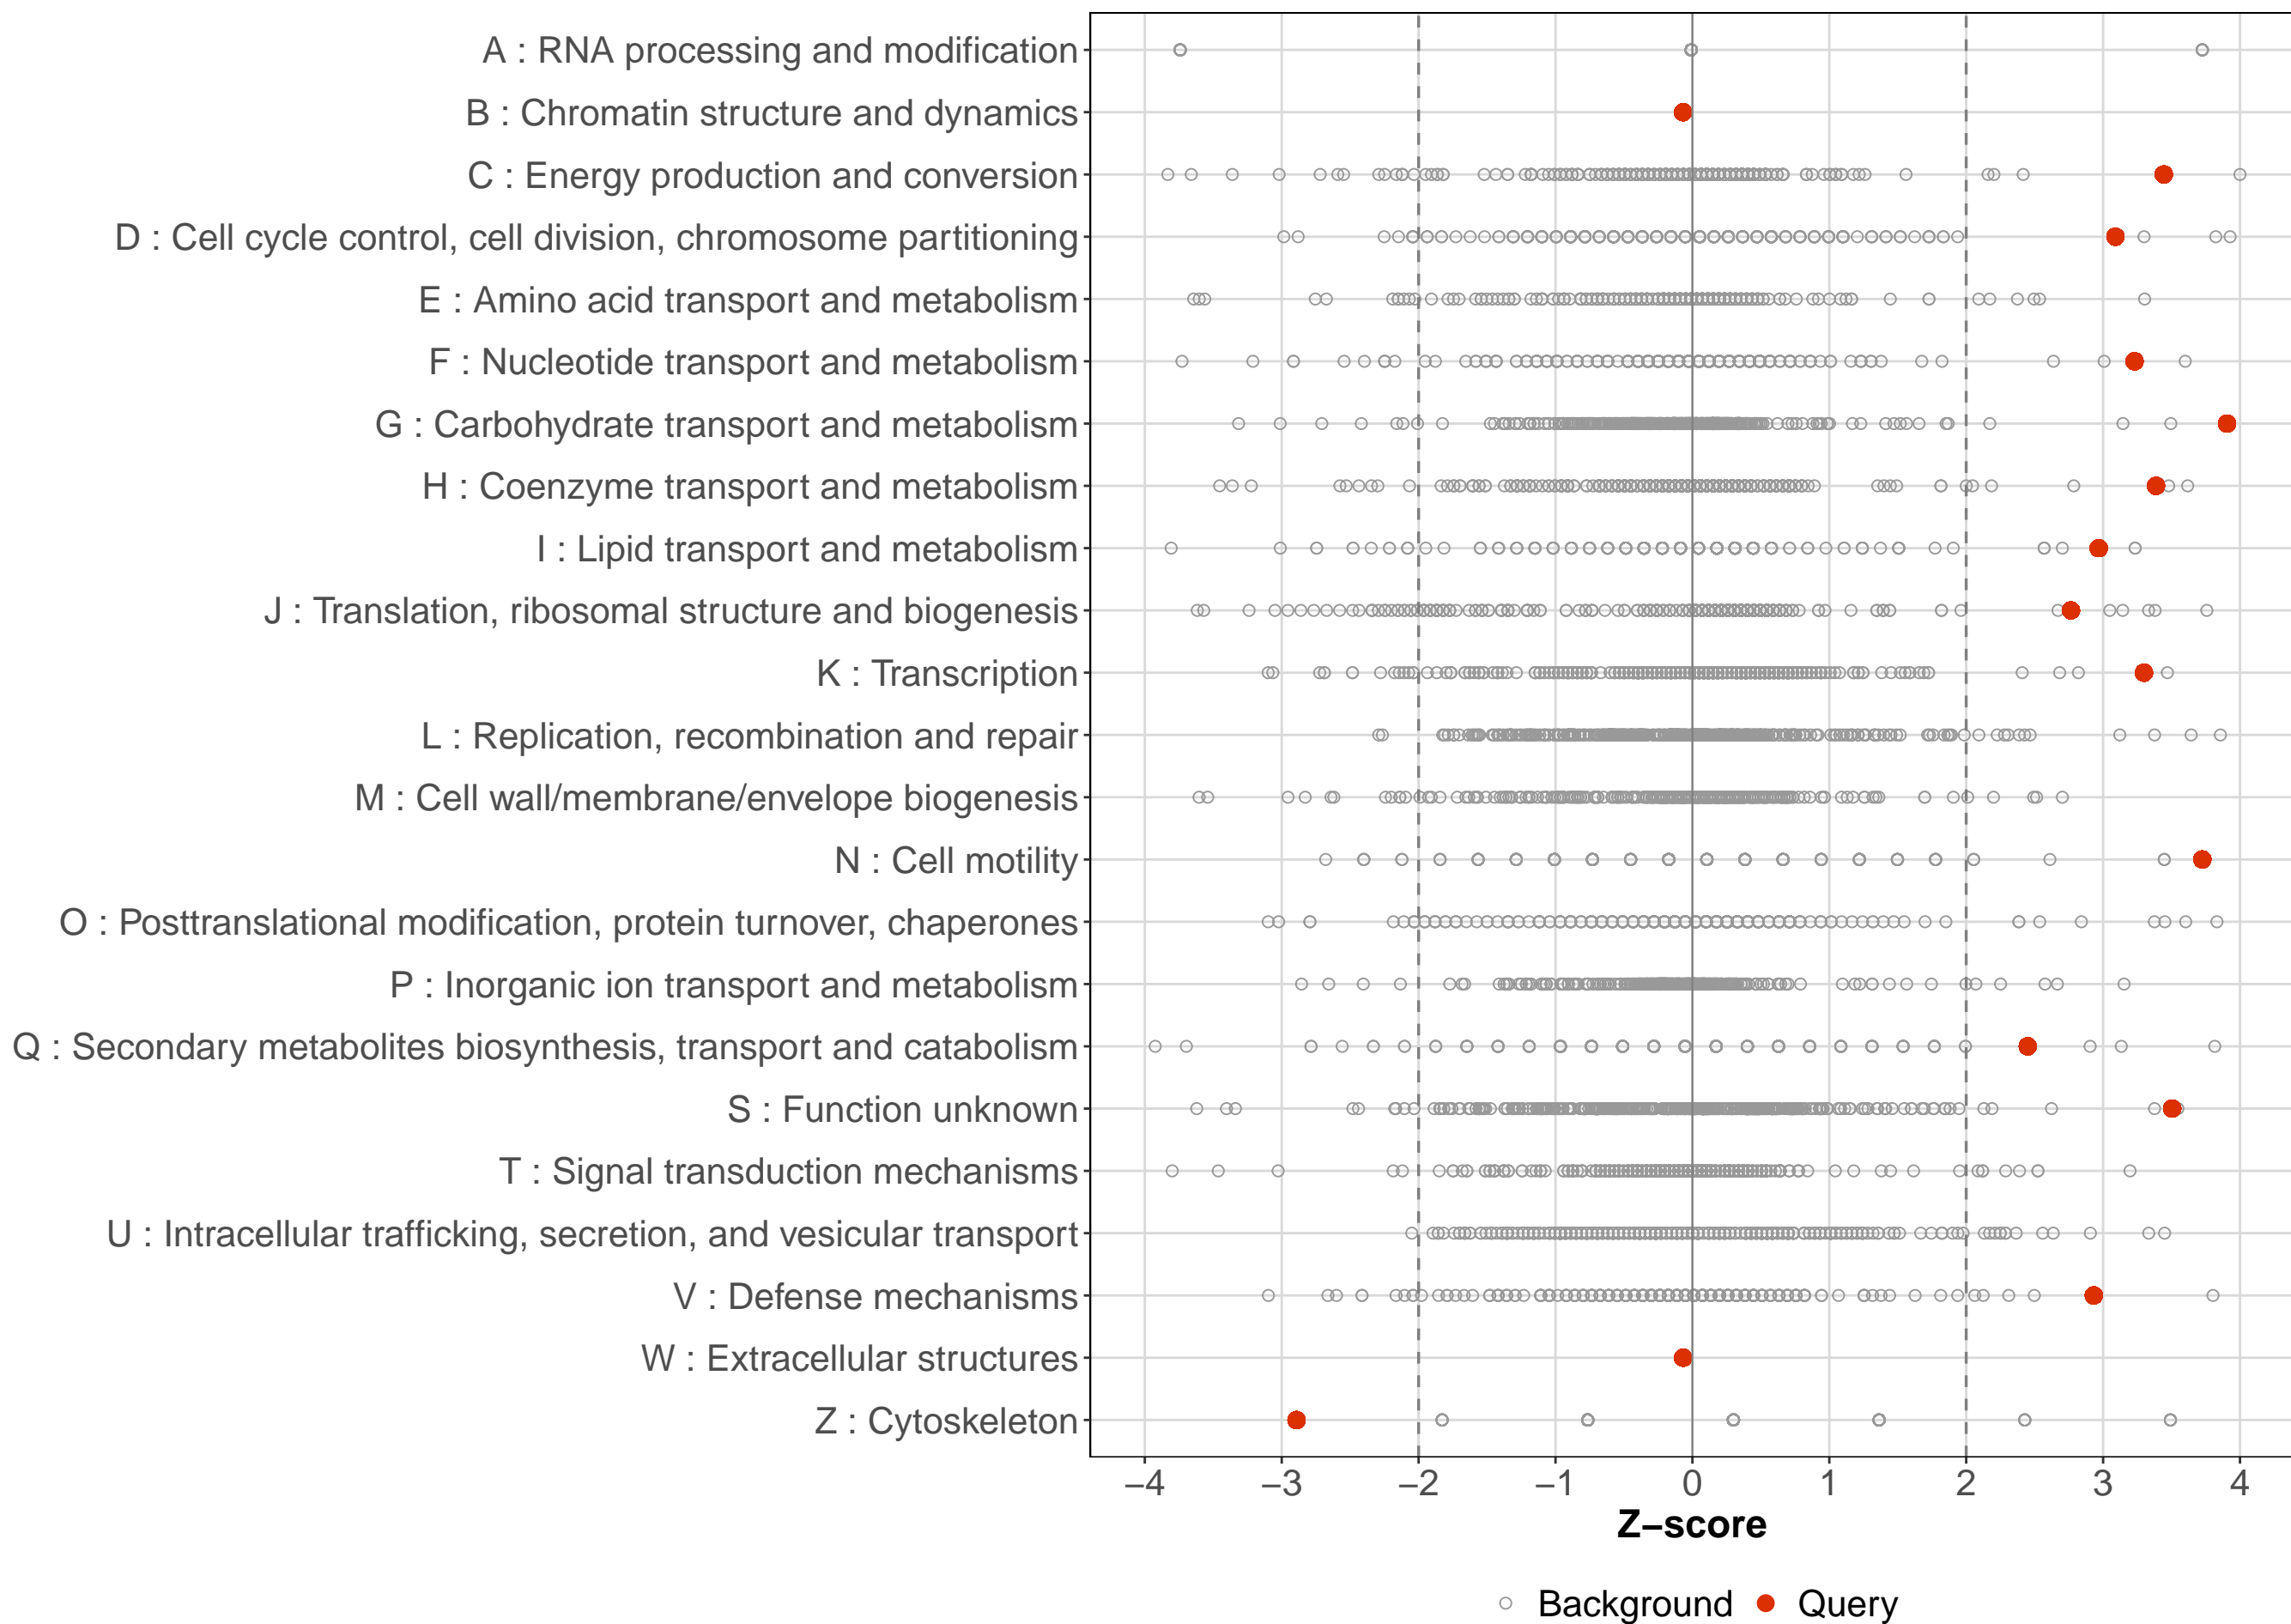 A : RNA processing and modification
B : Chromatin structure and dynamics
C : Energy production and conversion
D : Cell cycle control, cell division, chromosome partitioning
E : Amino acid transport and metabolism
F : Nucleotide transport and metabolism
G : Carbohydrate transport and metabolism
H : Coenzyme transport and metabolism
I : Lipid transport and metabolism
J : Translation, ribosomal structure and biogenesis
K : Transcription
L : Replication, recombination and repair
M : Cell wall/membrane/envelope biogenesis
N : Cell motility
O : Posttranslational modification, protein turnover, chaperones
P : Inorganic ion transport and metabolism
Q : Secondary metabolites biosynthesis, transport and catabolism
S : Function unknown
T : Signal transduction mechanisms
U : Intracellular trafficking, secretion, and vesicular transport
V : Defense mechanisms
W : Extracellular structures
Z : Cytoskeleton
−4 −3 −2 −1 0 1 2 3 4
Z−score
Background Query